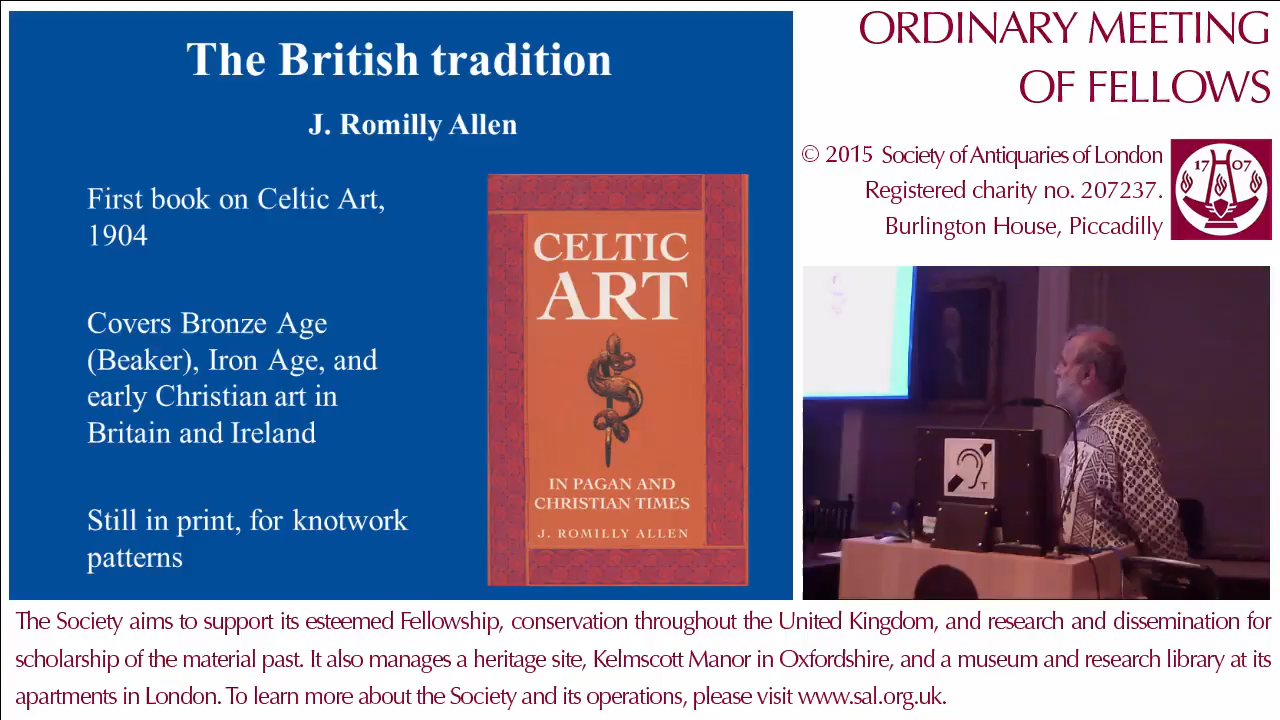 The British tradition
J. Romilly Allen
First book on Celtic Art,
1904
Covers Bronze Age
(Beaker), Iron Age, and
early Christian art in
Britain and Ireland
Still in print, for knotwork
patterns
CELTIC
ART
IN PAGAN AND
CHRISTIAN TIMES
J. ROMILLY ALLEN
ORDINARY MEETING
OF FELLOWS
© 2015 Society of Antiquaries of London
Registered charity no. 207237.
Burlington House, Piccadilly
17 07
T
The Society aims to support its esteemed Fellowship, conservation throughout the United Kingdom, and research and dissemination for
scholarship of the material past. It also manages a heritage site, Kelmscott Manor in Oxfordshire, and a museum and research library at its
apartments in London. To learn more about the Society and its operations, please visit www.sal.org.uk.